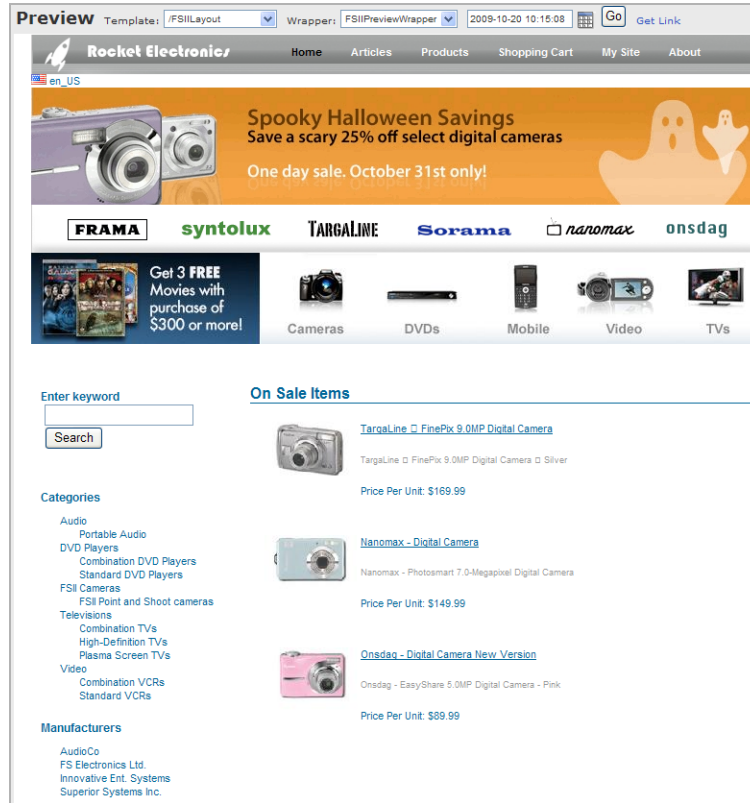 Preview Template: /FSIILayout Wrapper: FSIIPreviewWrapper 2009-10-20 10:15:08 Go Get Link
Rocket Electronics Home Articles Products Shopping Cart My Site About
en_US
Spooky Halloween Savings
Save a scary 25% off select digital cameras
One day sale. October 31st only!
FRAMA syntolux TARGALINE Sorama nanomax onsdag
Get 3 FREE
Movies with
purchase of
$300 or more!
Cameras DVDs Mobile Video TVs
Enter keyword
Search
Categories
Audio
Portable Audio
DVD Players
Combination DVD Players
Standard DVD Players
FSII Cameras
FSII Point and Shoot cameras
Televisions
Combination TVs
High-Definition TVs
Plasma Screen TVs
Video
Combination VCRs
Standard VCRs
Manufacturers
AudioCo
FS Electronics Ltd.
Innovative Ent. Systems
Superior Systems Inc.
On Sale Items
TargaLine □ FinePix 9.0MP Digital Camera
TargaLine □ FinePix 9.0MP Digital Camera □ Silver
Price Per Unit: $169.99
Nanomax - Digital Camera
Nanomax - Photosmart 7.0-Megapixel Digital Camera
Price Per Unit: $149.99
Onsdag - Digital Camera New Version
Onsdag - EasyShare 5.0MP Digital Camera - Pink
Price Per Unit: $89.99